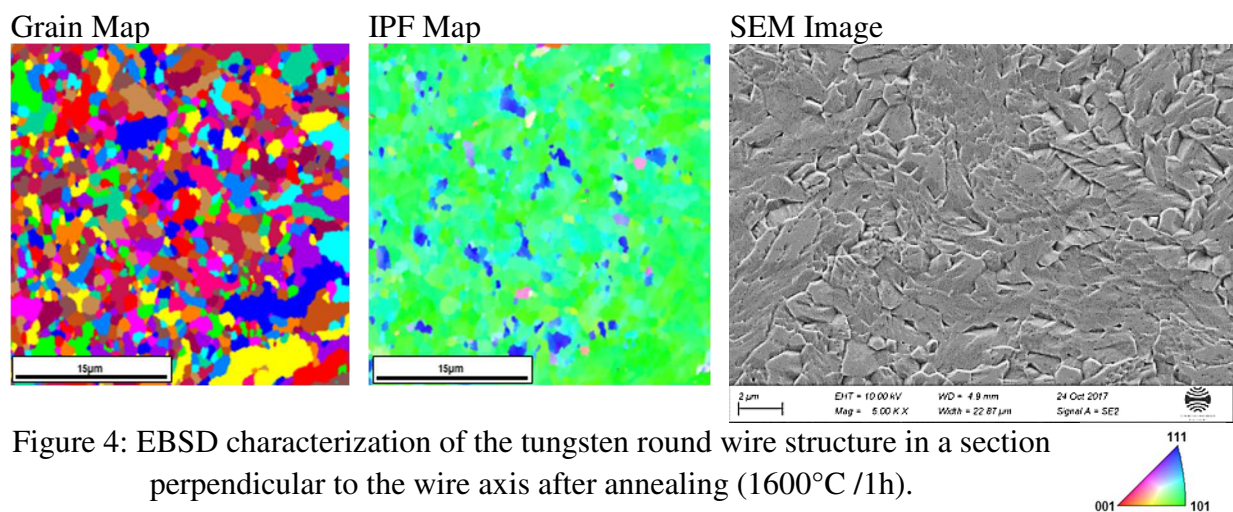 Grain Map IPF Map SEM Image
15µm 15µm
2 µm EHT = 10.00 kV WD = 4.9 mm 24 Oct 2017
Mag = 5.00 K X Width = 22.87 µm Signal A = SE2
Figure 4: EBSD characterization of the tungsten round wire structure in a section
perpendicular to the wire axis after annealing (1600°C /1h).
111
001 101